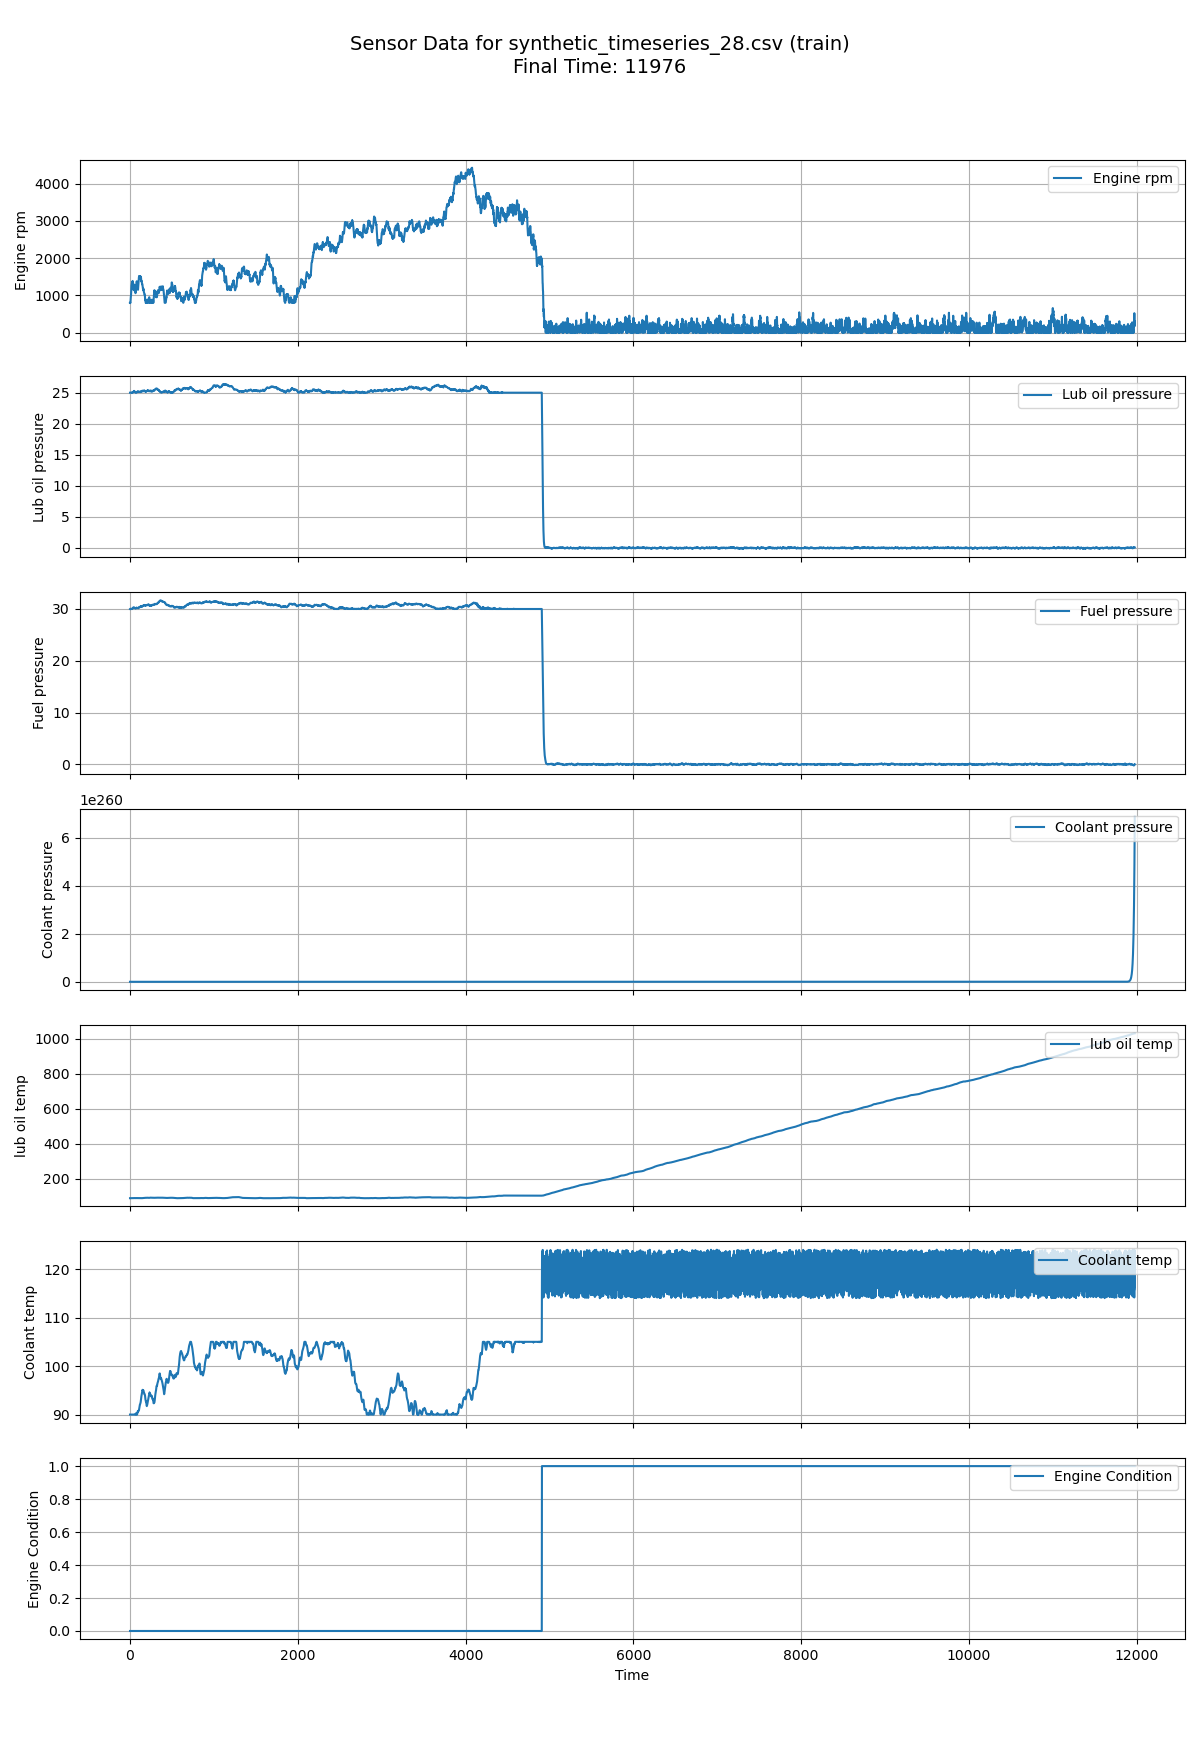 Sensor Data for synthetic_timeseries_28.csv (train)
Final Time: 11976
Engine rpm
4000
3000
2000
1000
0
Engine rpm
Lub oil pressure
25
20
15
10
5
0
Lub oil pressure
Fuel pressure
30
20
10
0
Fuel pressure
1e260
Coolant pressure
6
4
2
0
Coolant pressure
lub oil temp
1000
800
600
400
200
lub oil temp
Coolant temp
120
110
100
90
Coolant temp
Engine Condition
1.0
0.8
0.6
0.4
0.2
0.0
Engine Condition
0 2000 4000 6000 8000 10000 12000
Time